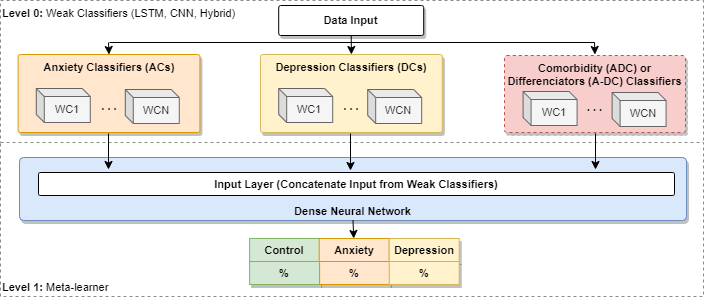 Level 0: Weak Classifiers (LSTM, CNN, Hybrid)
Data Input
Anxiety Classifiers (ACs)
WC1 ... WCN
Depression Classifiers (DCs)
WC1 ... WCN
Comorbidity (ADC) or
Differenciators (A-DC) Classifiers
WC1 ... WCN
Input Layer (Concatenate Input from Weak Classifiers)
Dense Neural Network
Control Anxiety Depression
% % %
Level 1: Meta-learner